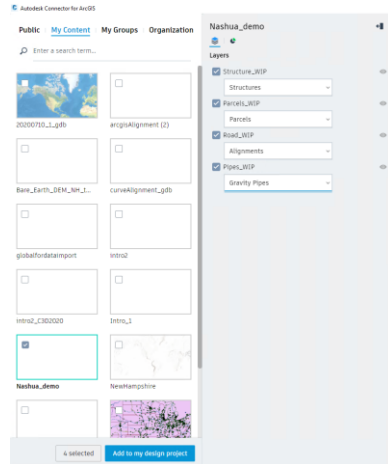 Autodesk Connector for ArcGIS
Public My Content My Groups Organization
Enter a search term...
20200710_1_gdb
arcgisAlignment (2)
Bare_Earth_DEM_NH_t...
curveAlignment_gdb
globalfordataimport
intro2
intro2_C3D2020
Intro_1
Nashua_demo
NewHampshire
4 selected
Add to my design project
Nashua_demo
Layers
Structure_WIP
Structures
Parcels_WIP
Parcels
Road_WIP
Alignments
Pipes_WIP
Gravity Pipes